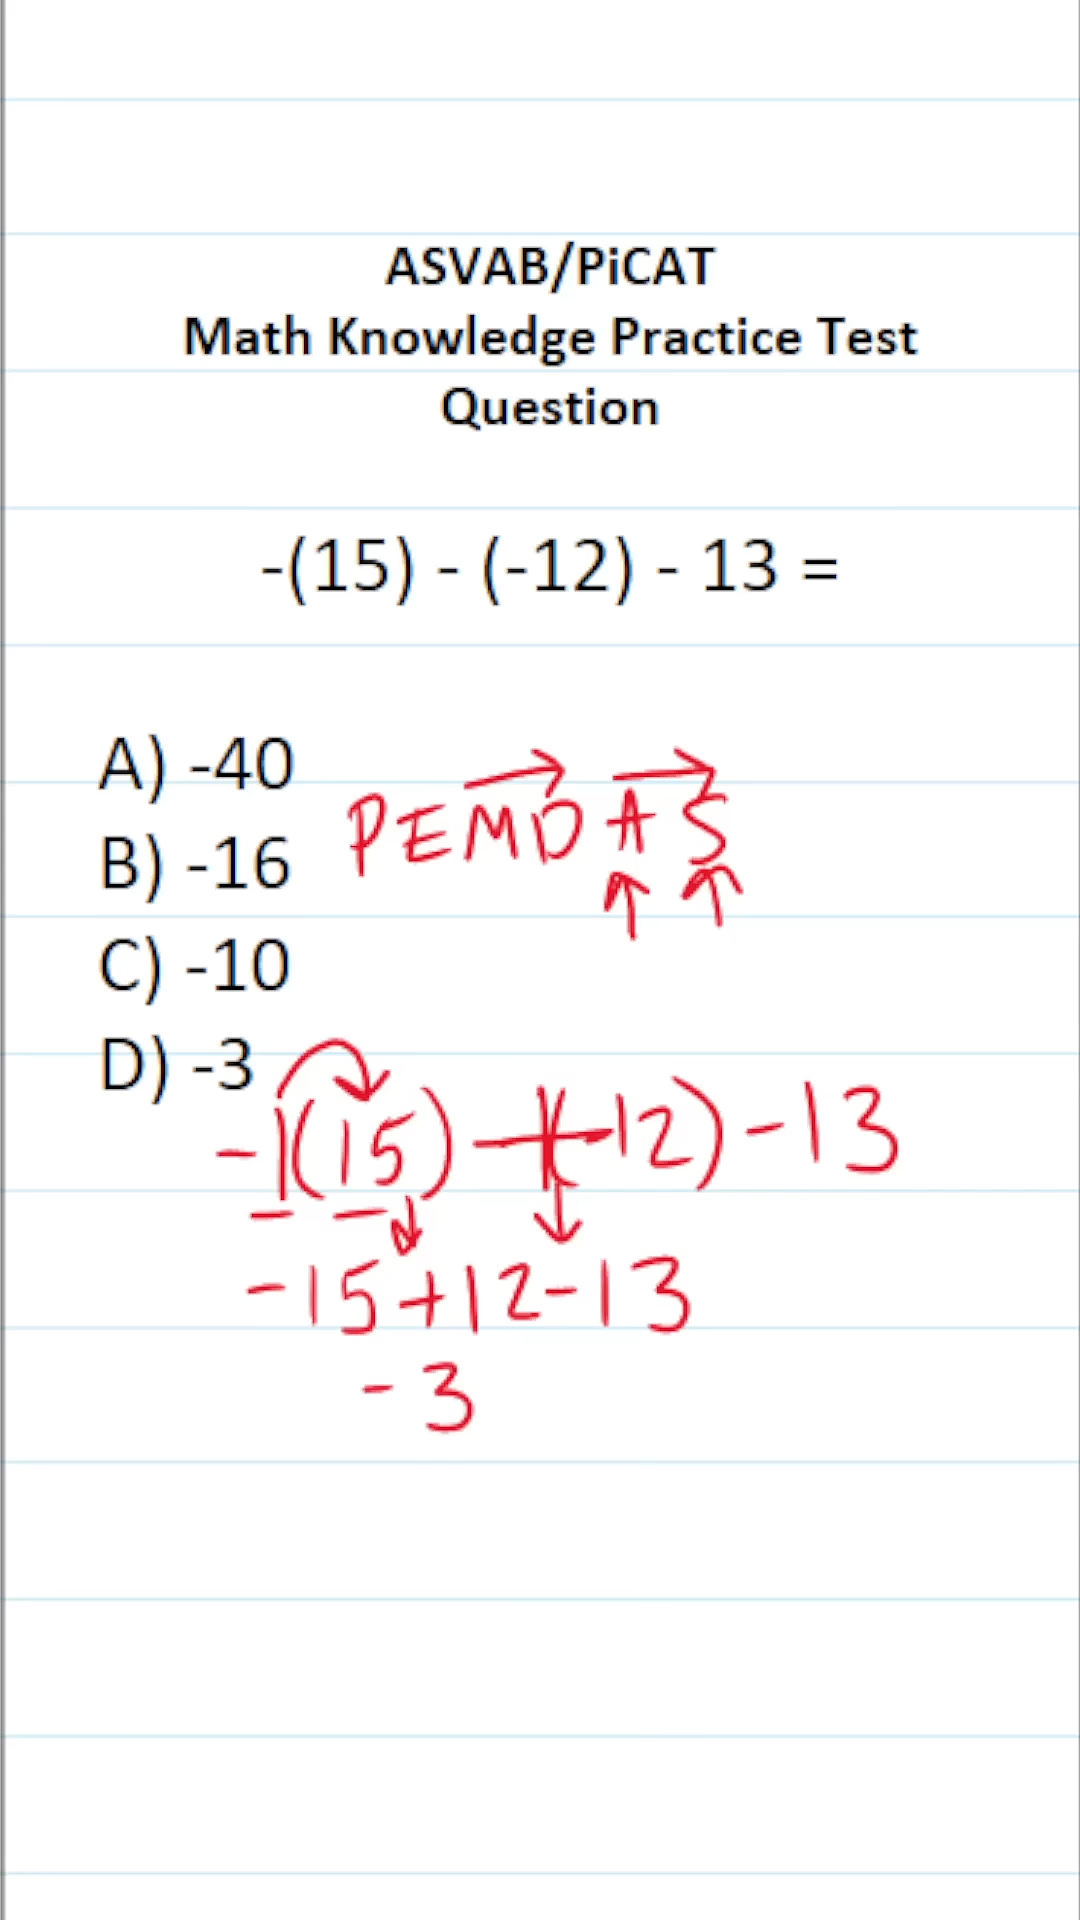 ASVAB/PiCAT
Math Knowledge Practice Test
Question
-(15) - (-12) - 13 =
A) -40
B) -16
C) -10
D) -3
PEMDAS
-1(15) + (-12) - 13
-15+12-13
-3